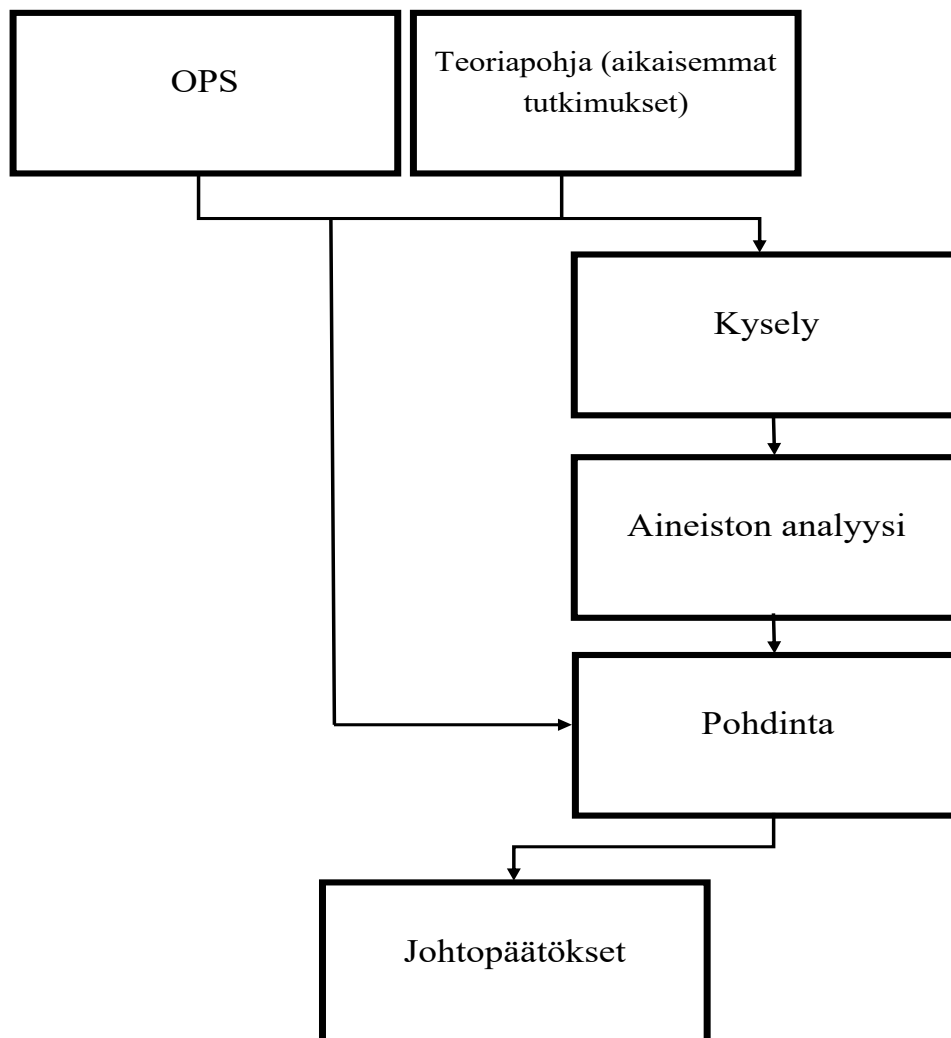 OPS
Teoriapohja (aikaisemmat
tutkimukset)
Kysely
Aineiston analyysi
Pohdinta
Johtopäätökset